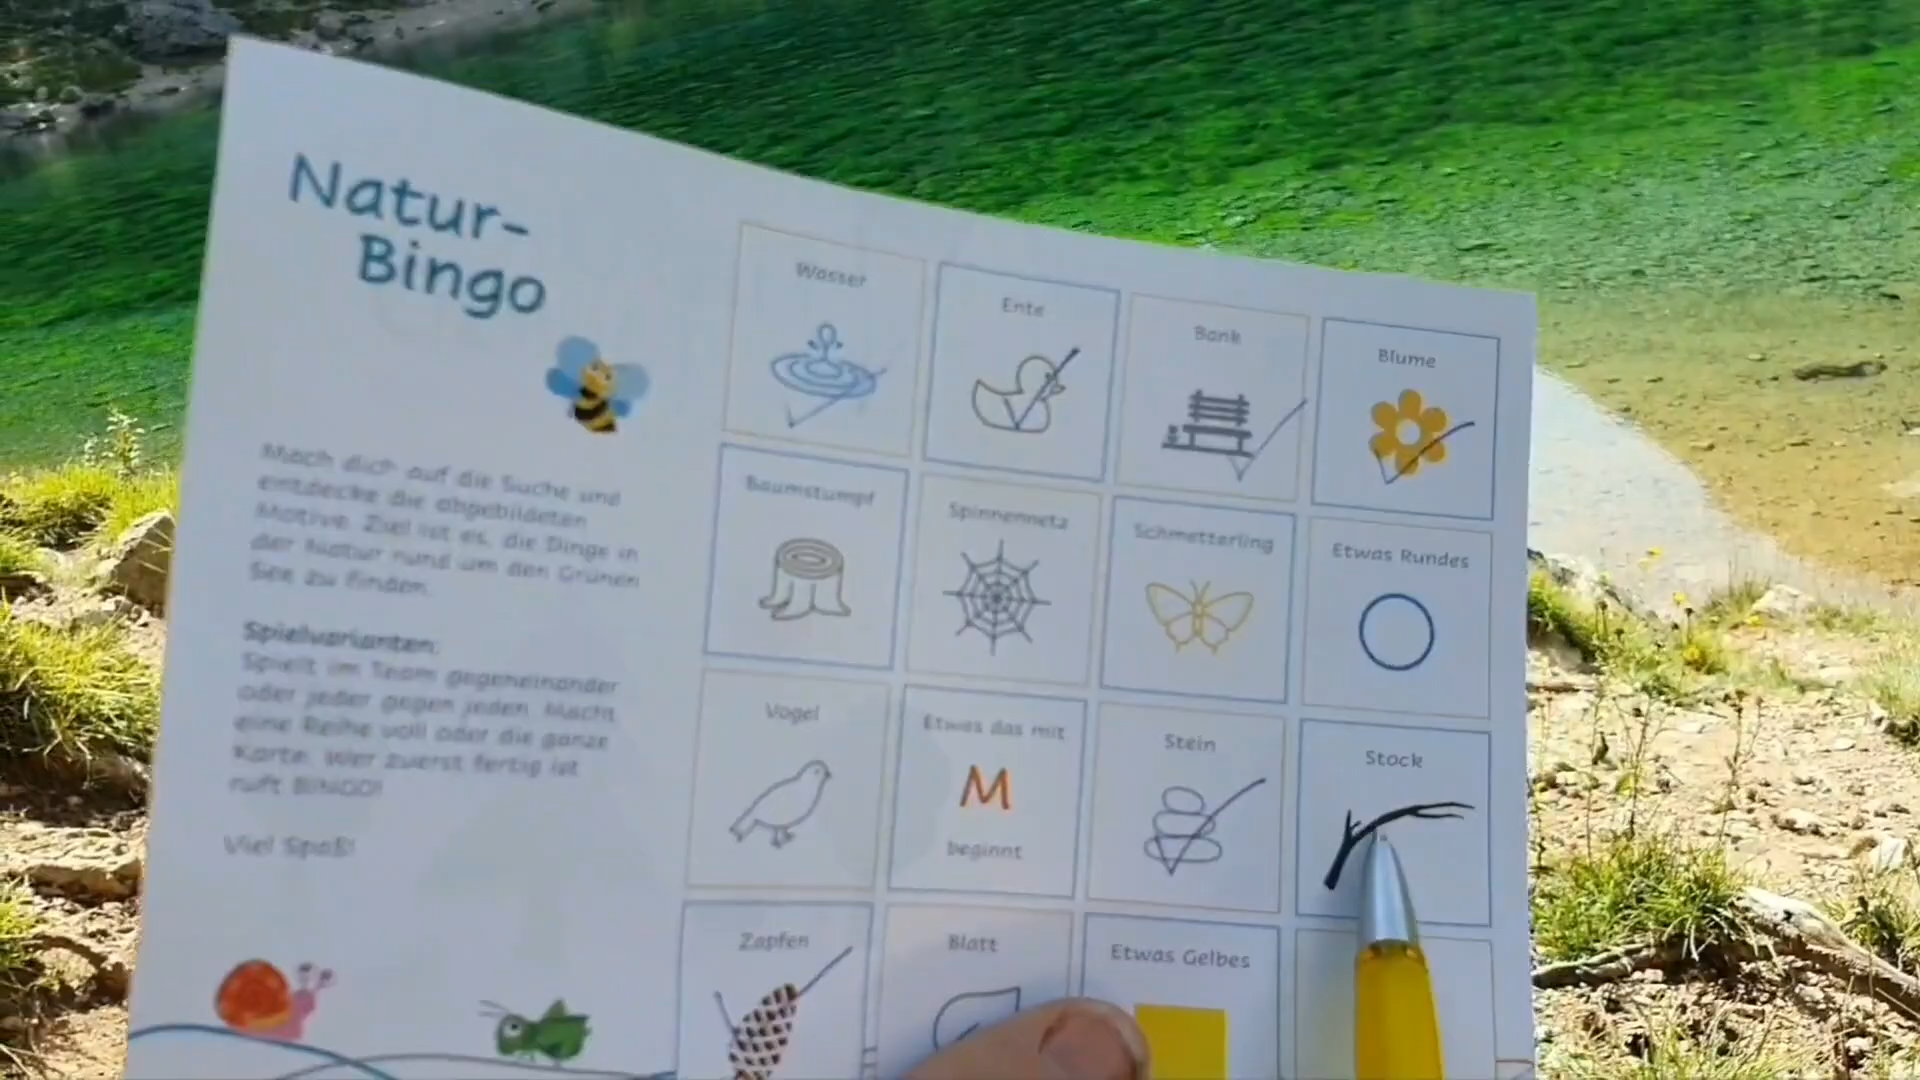 Natur-
Bingo
Mach dich auf die Suche und
entdecke die abgebildeten
Motive. Ziel ist es, die Dinge in
der Natur rund um den Grünen
See zu finden.
Spielvarianten:
Spielt im Team gegeneinander
oder jeder gegen jeden. Macht
eine Reihe voll oder die ganze
Karte. Wer zuerst fertig ist
ruft BINGO!
Viel Spaß!
Wasser
Ente
Bank
Blume
Baumstumpf
Spinnennetz
Schmetterling
Etwas Rundes
Vogel
Etwas das mit
M
beginnt
Stein
Stock
Zapfen
Blatt
Etwas Gelbes